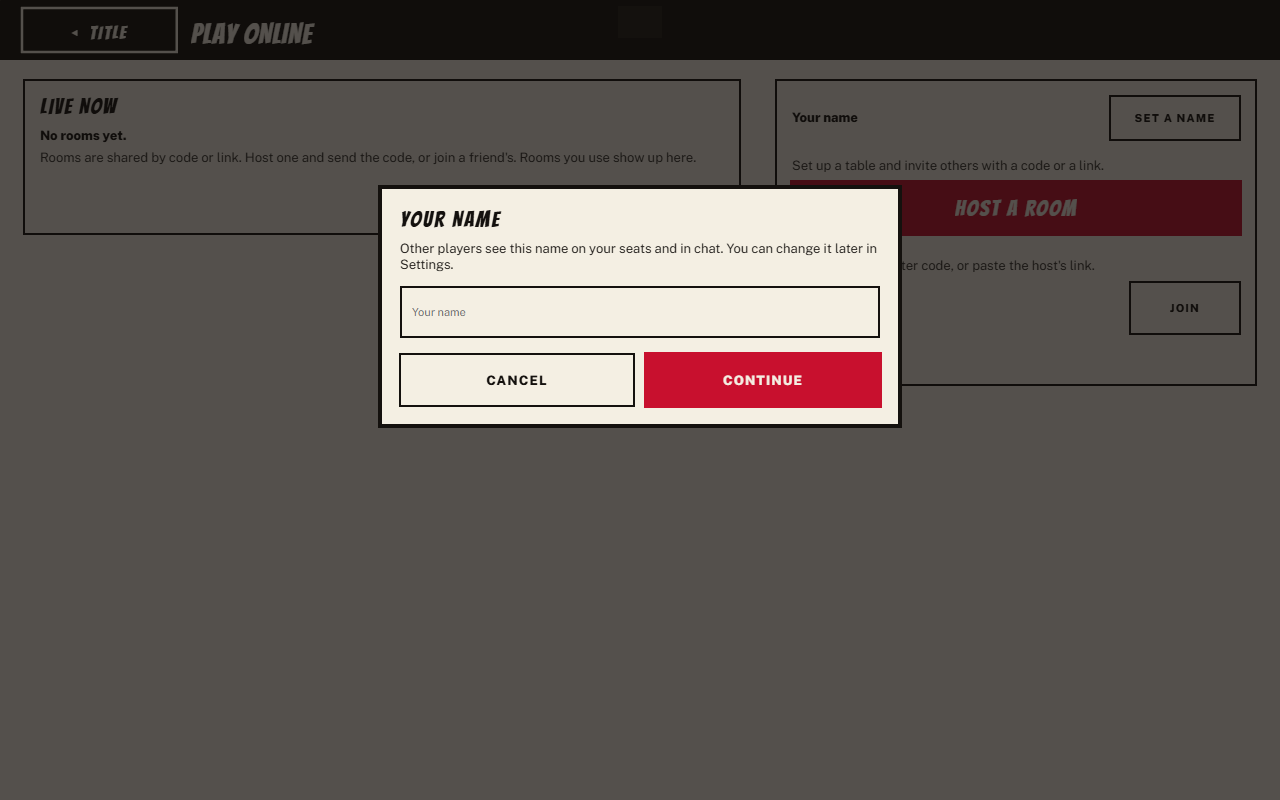 ◂ TITLE
PLAY ONLINE
LIVE NOW
No rooms yet.
Rooms are shared by code or link. Host one and send the code, or join a friend's. Rooms you use show up here.
Your name
SET A NAME
Set up a table and invite others with a code or a link.
HOST A ROOM
code, or paste the host's link.
JOIN
YOUR NAME
Other players see this name on your seats and in chat. You can change it later in
Settings.
Your name
CANCEL
CONTINUE